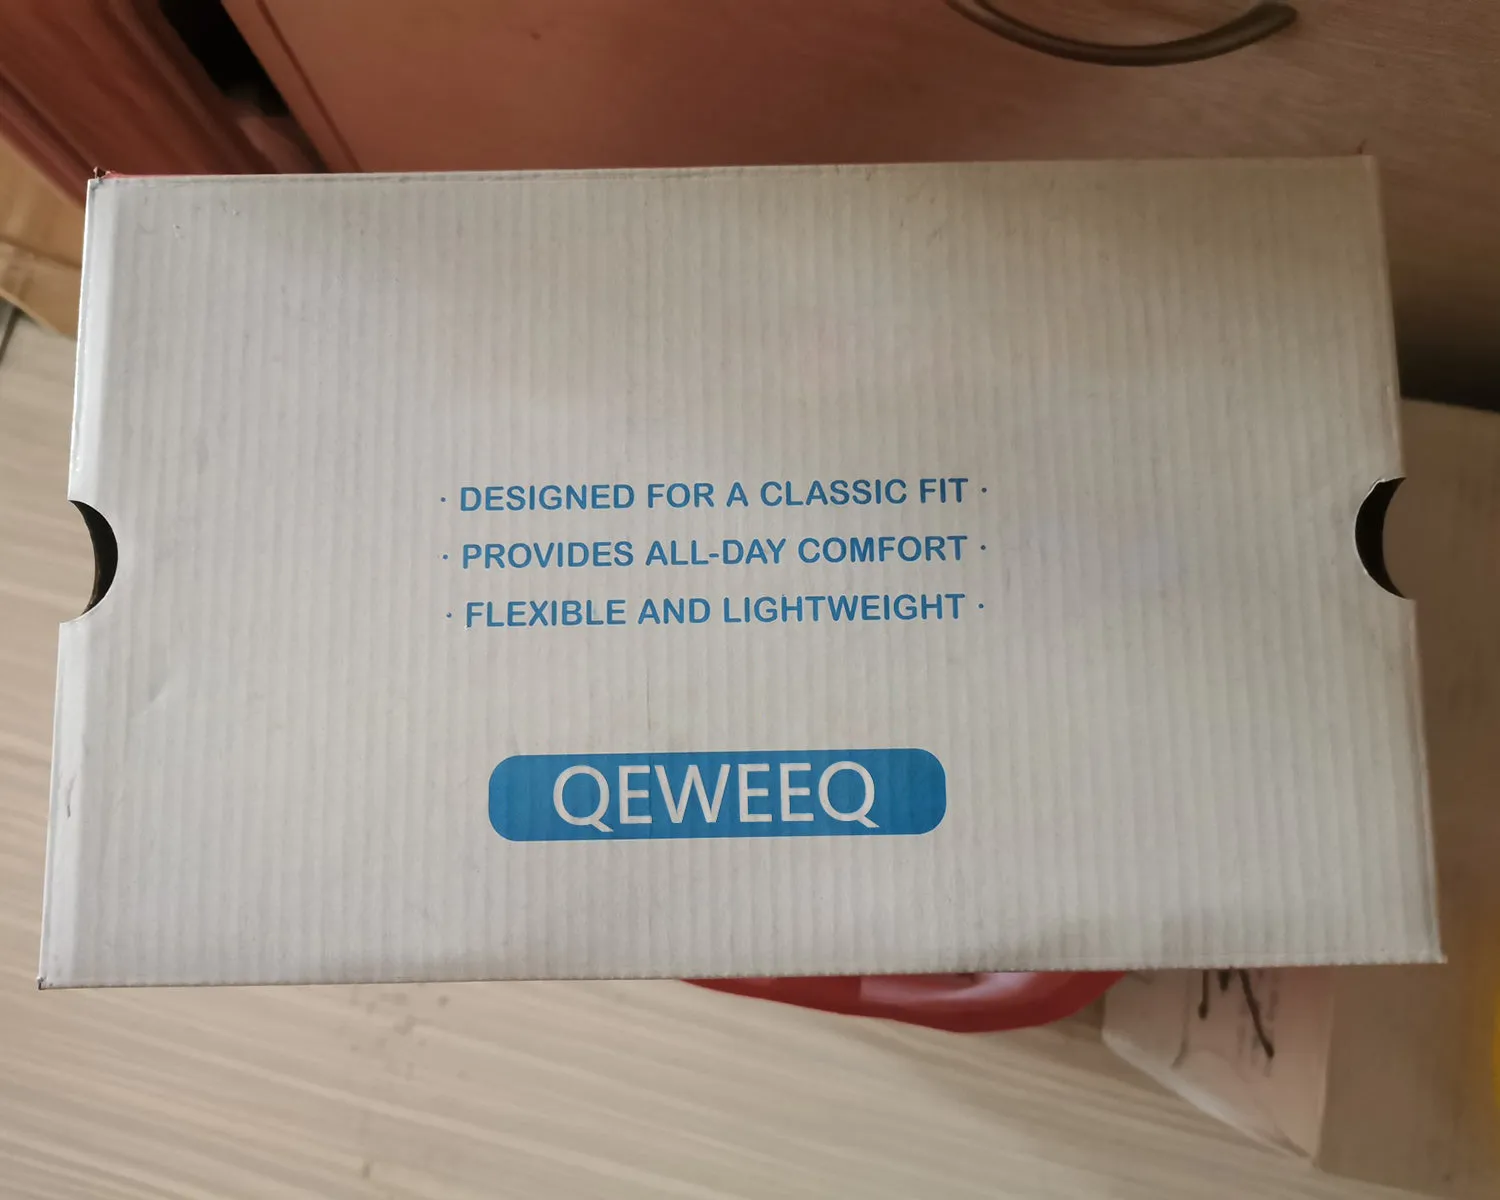 · DESIGNED FOR A CLASSIC FIT ·
· PROVIDES ALL-DAY COMFORT ·
· FLEXIBLE AND LIGHTWEIGHT ·
QEWEEQ